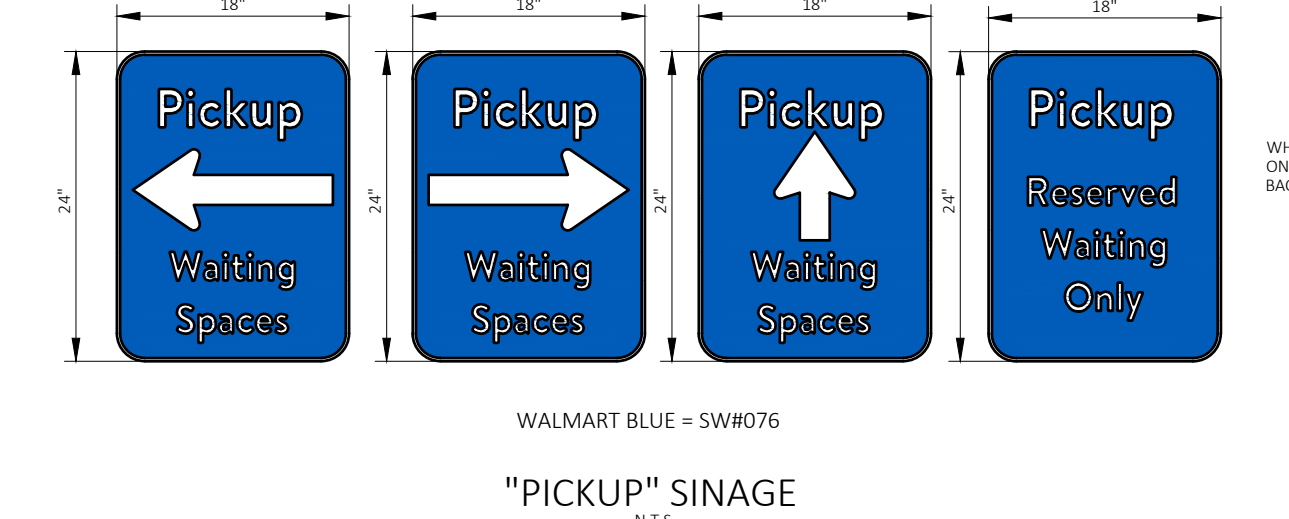 18"
18"
18"
18"
24"
Pickup
Waiting
Spaces
24"
Pickup
Waiting
Spaces
24"
Pickup
Waiting
Spaces
24"
Pickup
Reserved
Waiting
Only
WALMART BLUE = SW#076
"PICKUP" SINAGE
N.T.S.